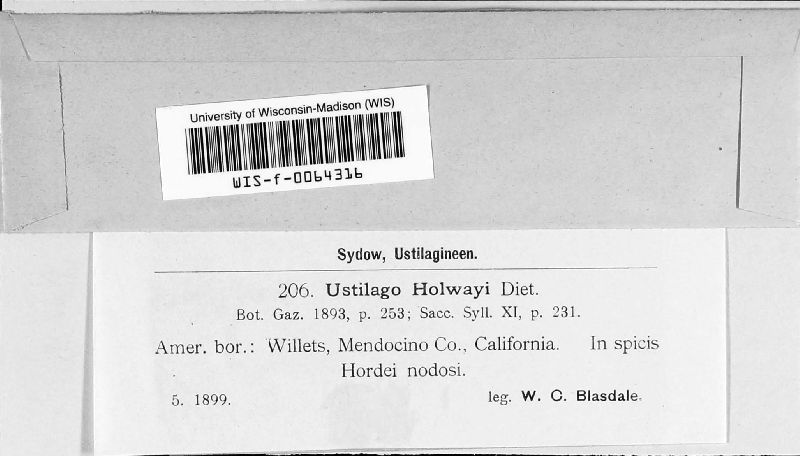 University of Wisconsin-Madison (WIS)
WIS-f-0064316
Sydow, Ustilagineen.
206. Ustilago Holwayi Diet.
Bot. Gaz. 1893, p. 253; Sacc. Syll. XI, p. 231.
Amer. bor.: Willets, Mendocino Co., California. In spicis
Hordei nodosi.
5. 1899. leg. W. C. Blasdale.